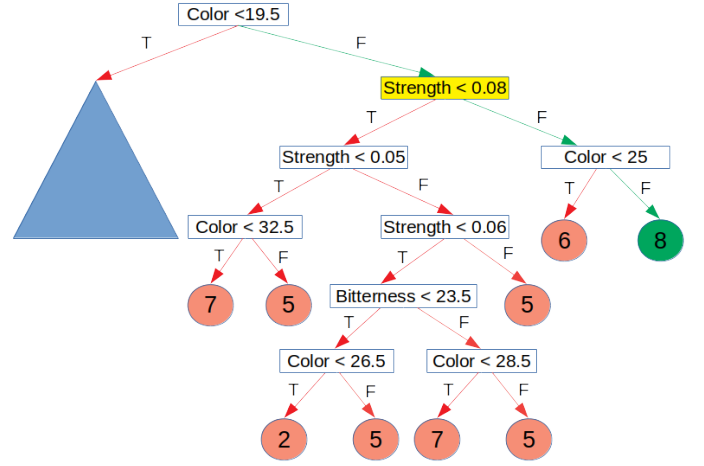 Color <19.5
T
F
Strength < 0.08
T
F
Strength < 0.05
Color < 25
T
F
T
F
Color < 32.5
Strength < 0.06
6
8
T
F
T
F
7
5
Bitterness < 23.5
5
T
F
Color < 26.5
Color < 28.5
T
F
T
F
2
5
7
5